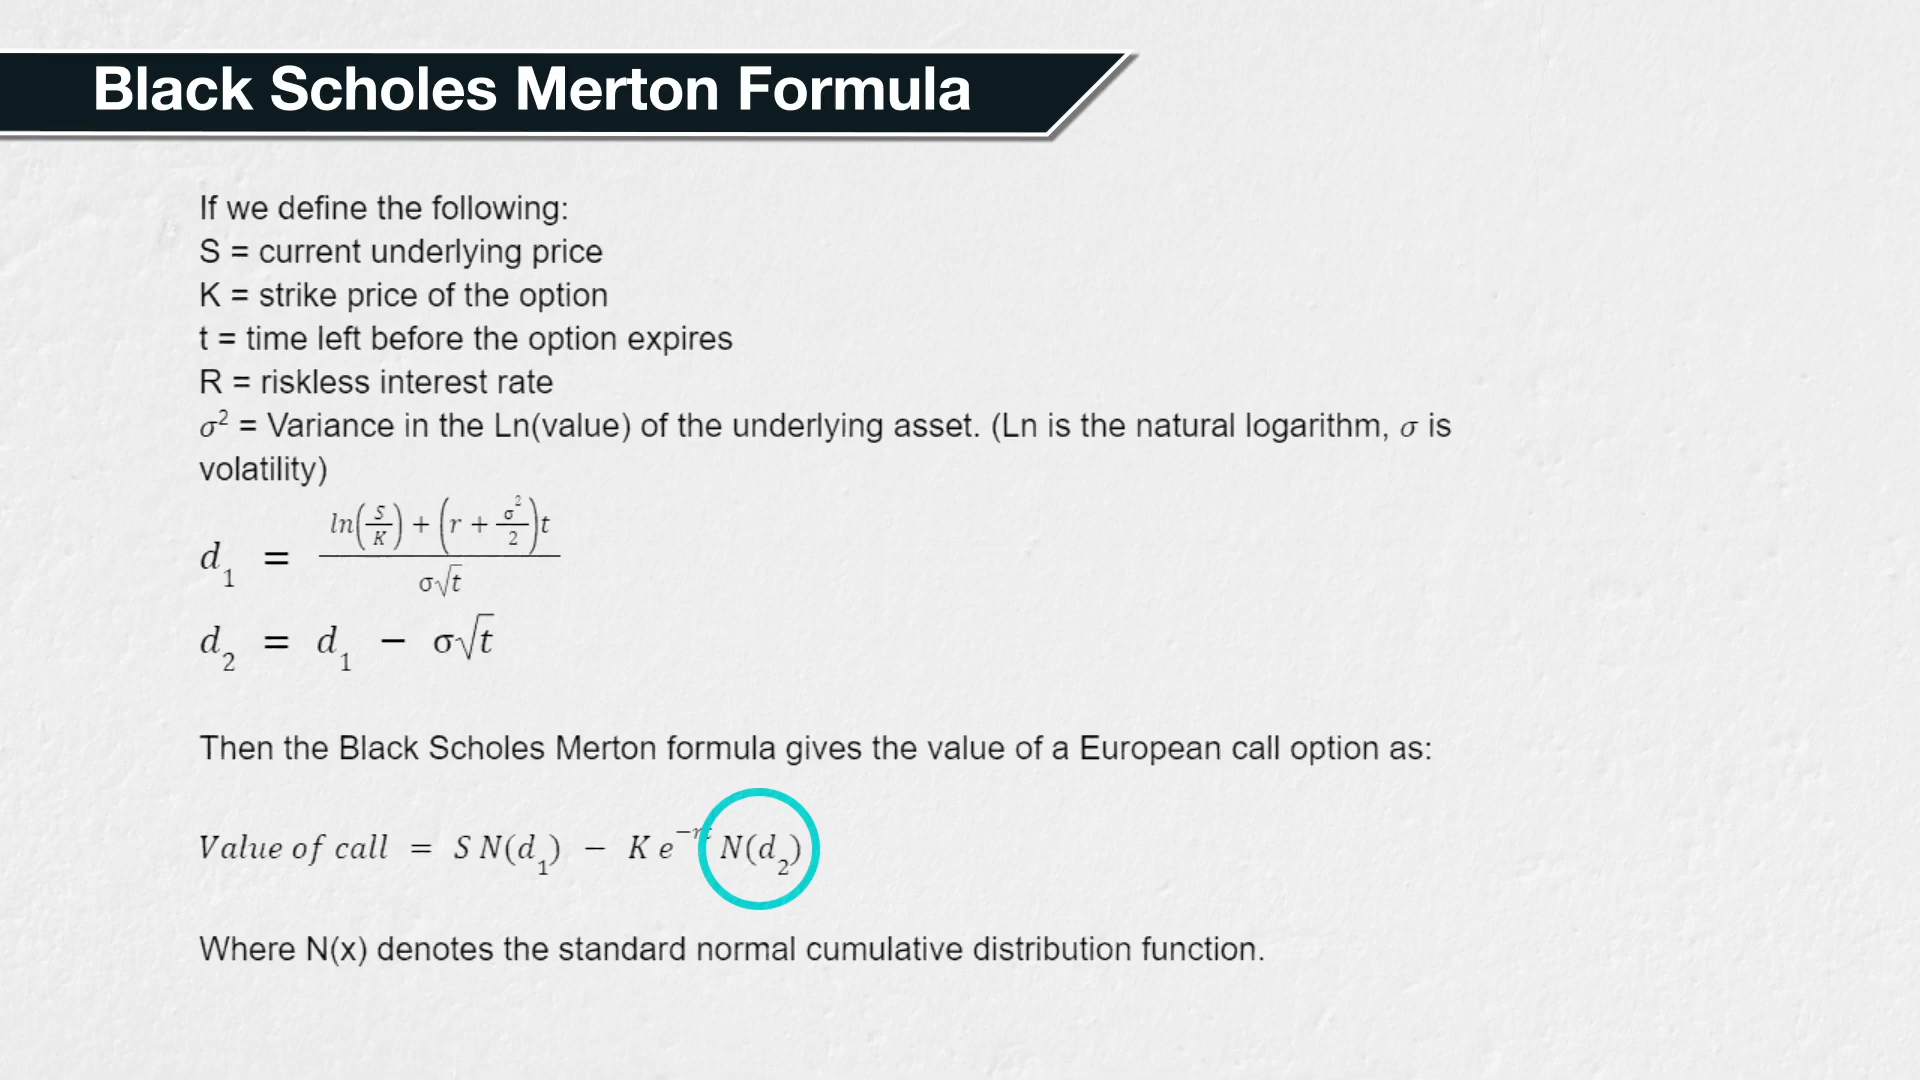 Black Scholes Merton Formula
If we define the following:
S = current underlying price
K = strike price of the option
t = time left before the option expires
R = riskless interest rate
σ² = Variance in the Ln(value) of the underlying asset. (Ln is the natural logarithm, σ is
volatility)
d₁ = (ln(S/K) + (r + σ²/2)t) / (σ√t)
d₂ = d₁ − σ√t
Then the Black Scholes Merton formula gives the value of a European call option as:
Value of call = S N(d₁) − K e^(−rt) N(d₂)
Where N(x) denotes the standard normal cumulative distribution function.